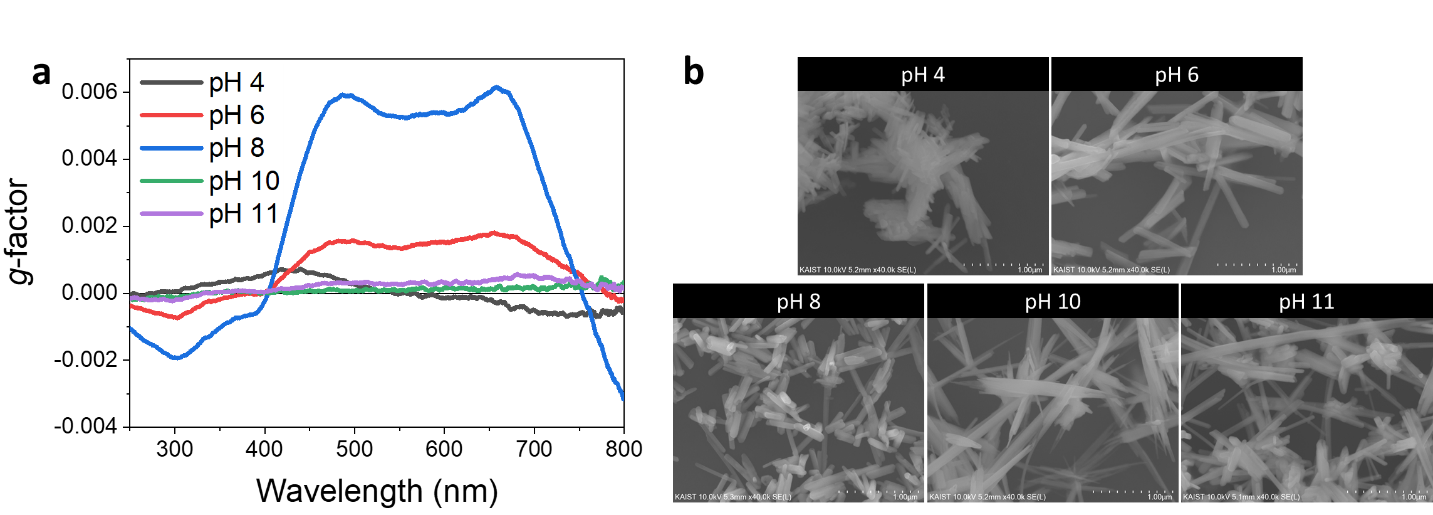 a
pH 4
pH 6
pH 8
pH 10
pH 11
0.006
0.004
0.002
0.000
-0.002
-0.004
g-factor
300
400
500
600
700
800
Wavelength (nm)
b
pH 4
pH 6
KAIST 10.0kV 5.2mm x40.0k SE(L) 1.00µm
KAIST 10.0kV 5.2mm x40.0k SE(L) 1.00µm
pH 8
pH 10
pH 11
KAIST 10.0kV 5.3mm x40.0k SE(L) 1.00µm
KAIST 10.0kV 5.2mm x40.0k SE(L) 1.00µm
KAIST 10.0kV 5.1mm x40.0k SE(L) 1.00µm